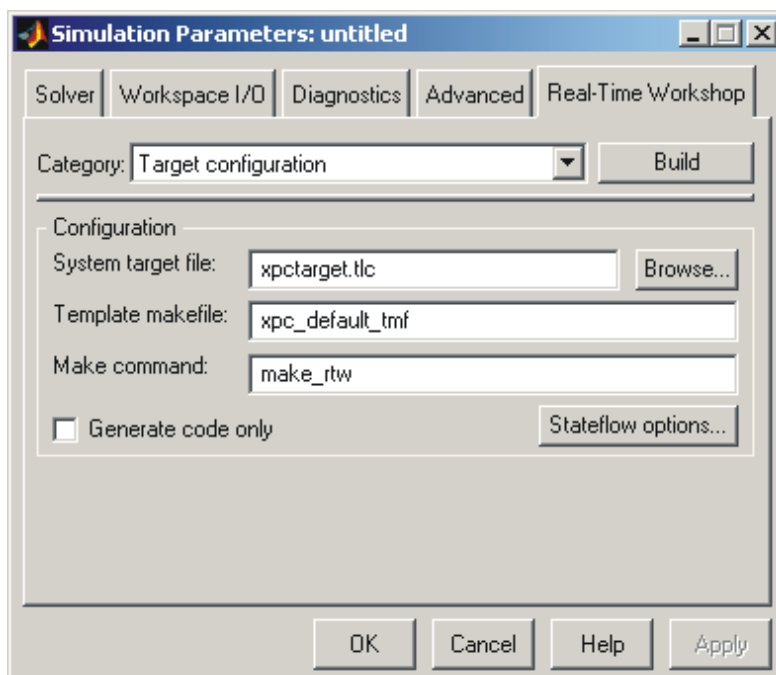 Simulation Parameters: untitled
Solver Workspace I/O Diagnostics Advanced Real-Time Workshop
Category: Target configuration Build
Configuration
System target file: xpctarget.tlc Browse...
Template makefile: xpc_default_tmf
Make command: make_rtw
Generate code only Stateflow options...
OK Cancel Help Apply